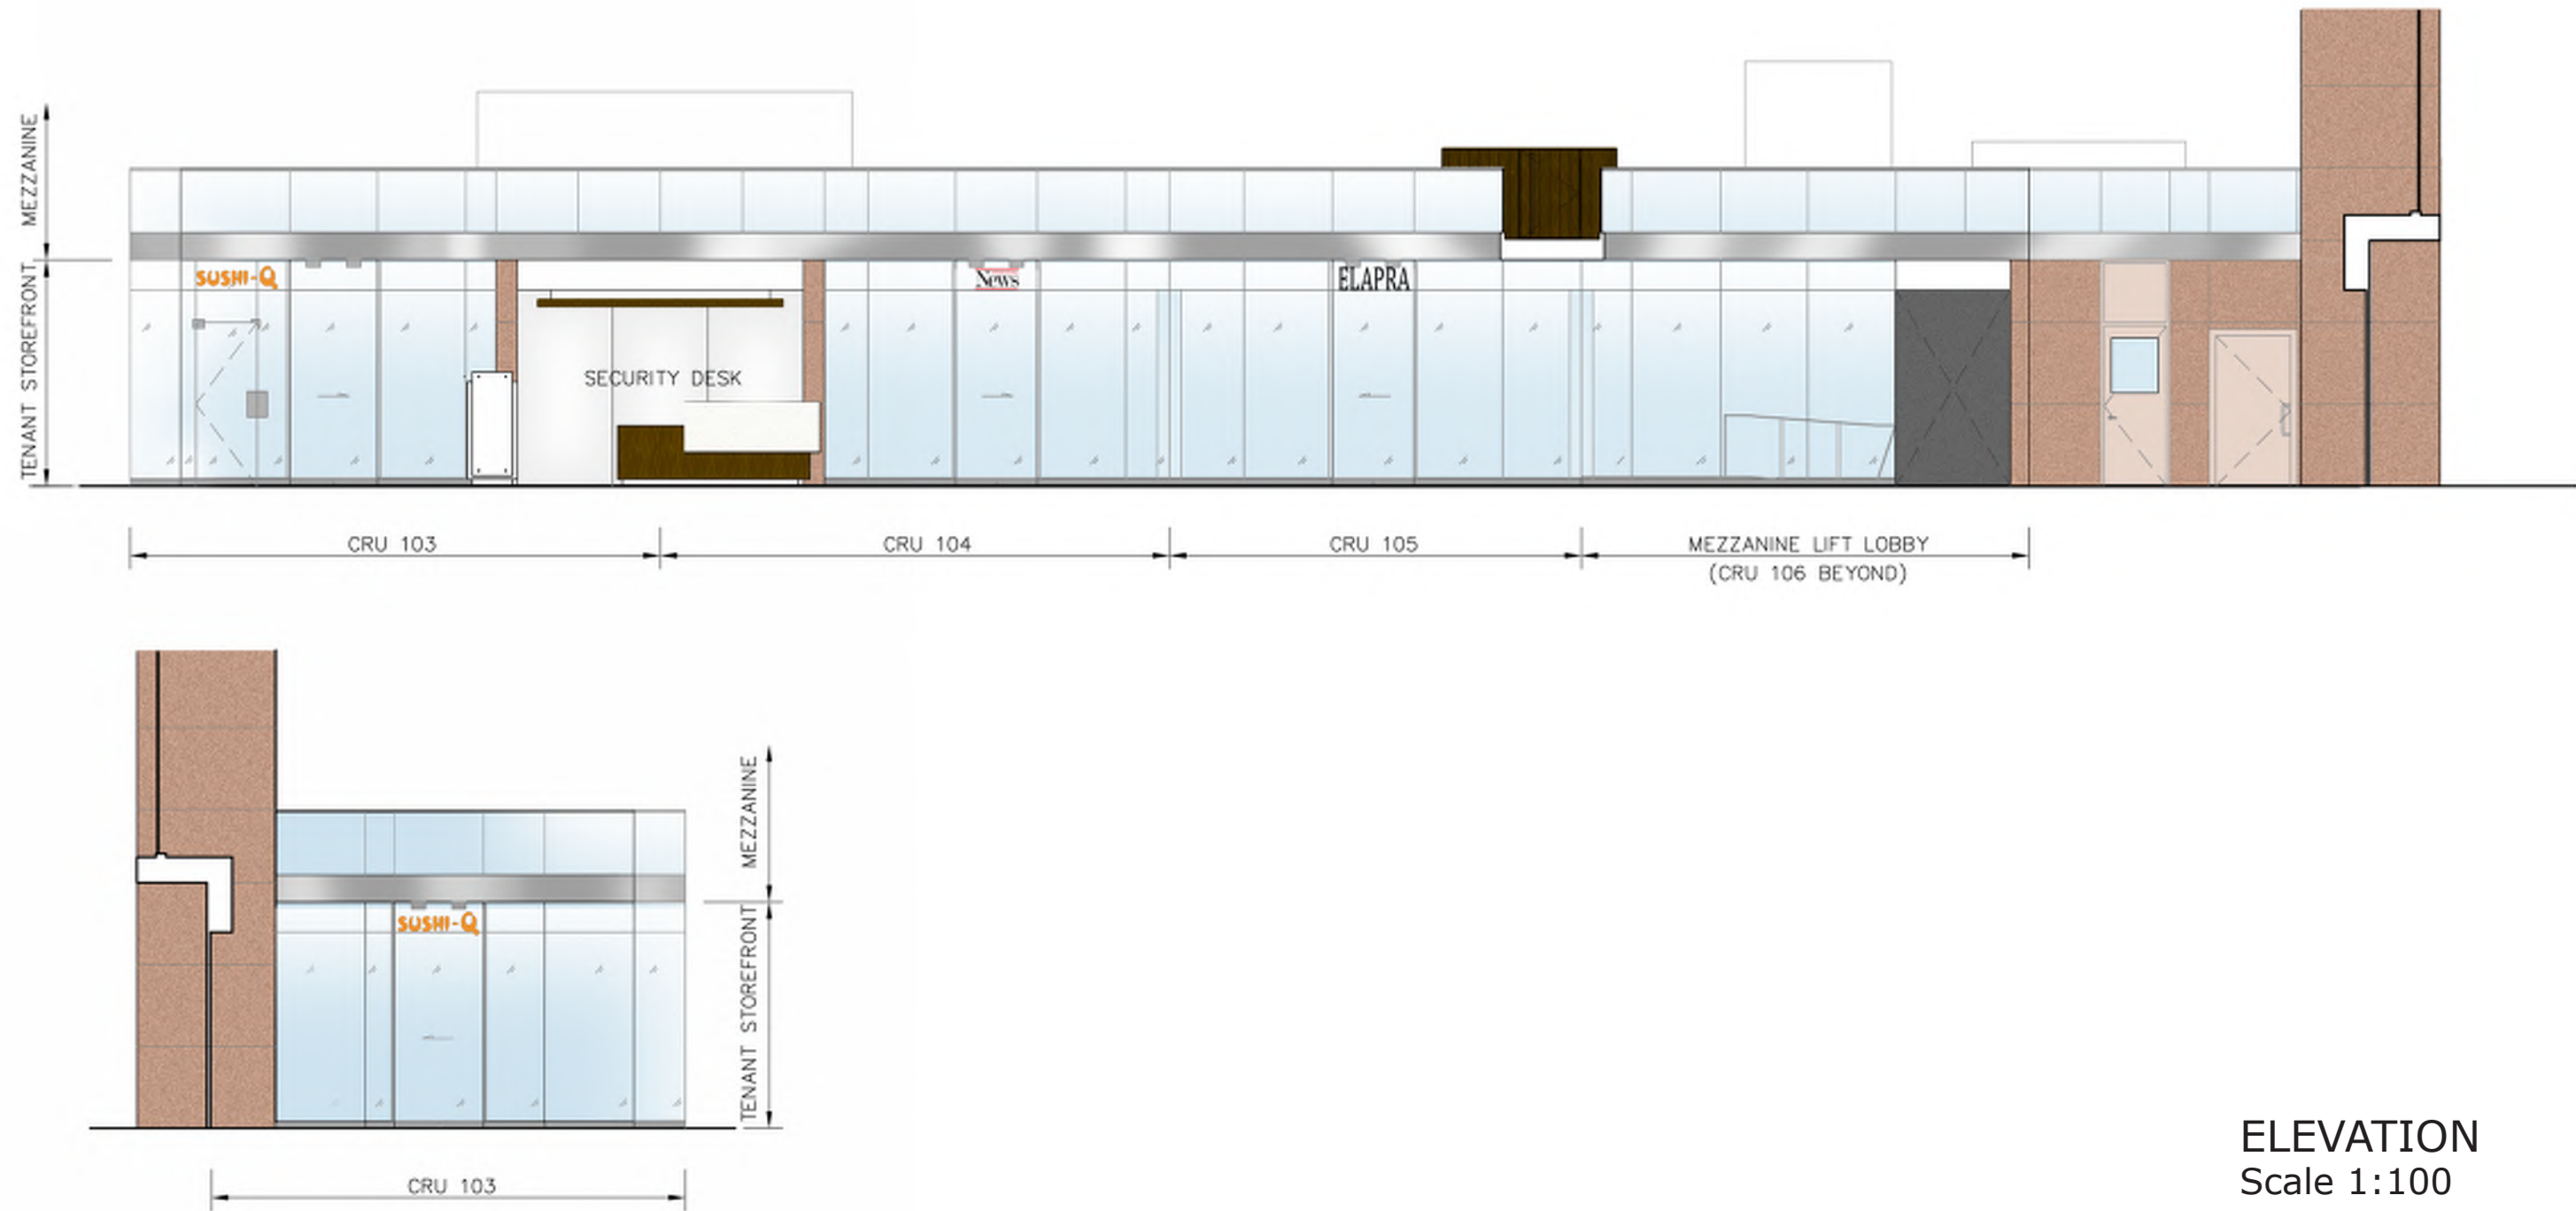 MEZZANINE
TENANT STOREFRONT
SUSHI-Q
News
ELAPRA
SECURITY DESK
CRU 103
CRU 104
CRU 105
MEZZANINE LIFT LOBBY
(CRU 106 BEYOND)
MEZZANINE
TENANT STOREFRONT
SUSHI-Q
CRU 103
ELEVATION
Scale 1:100